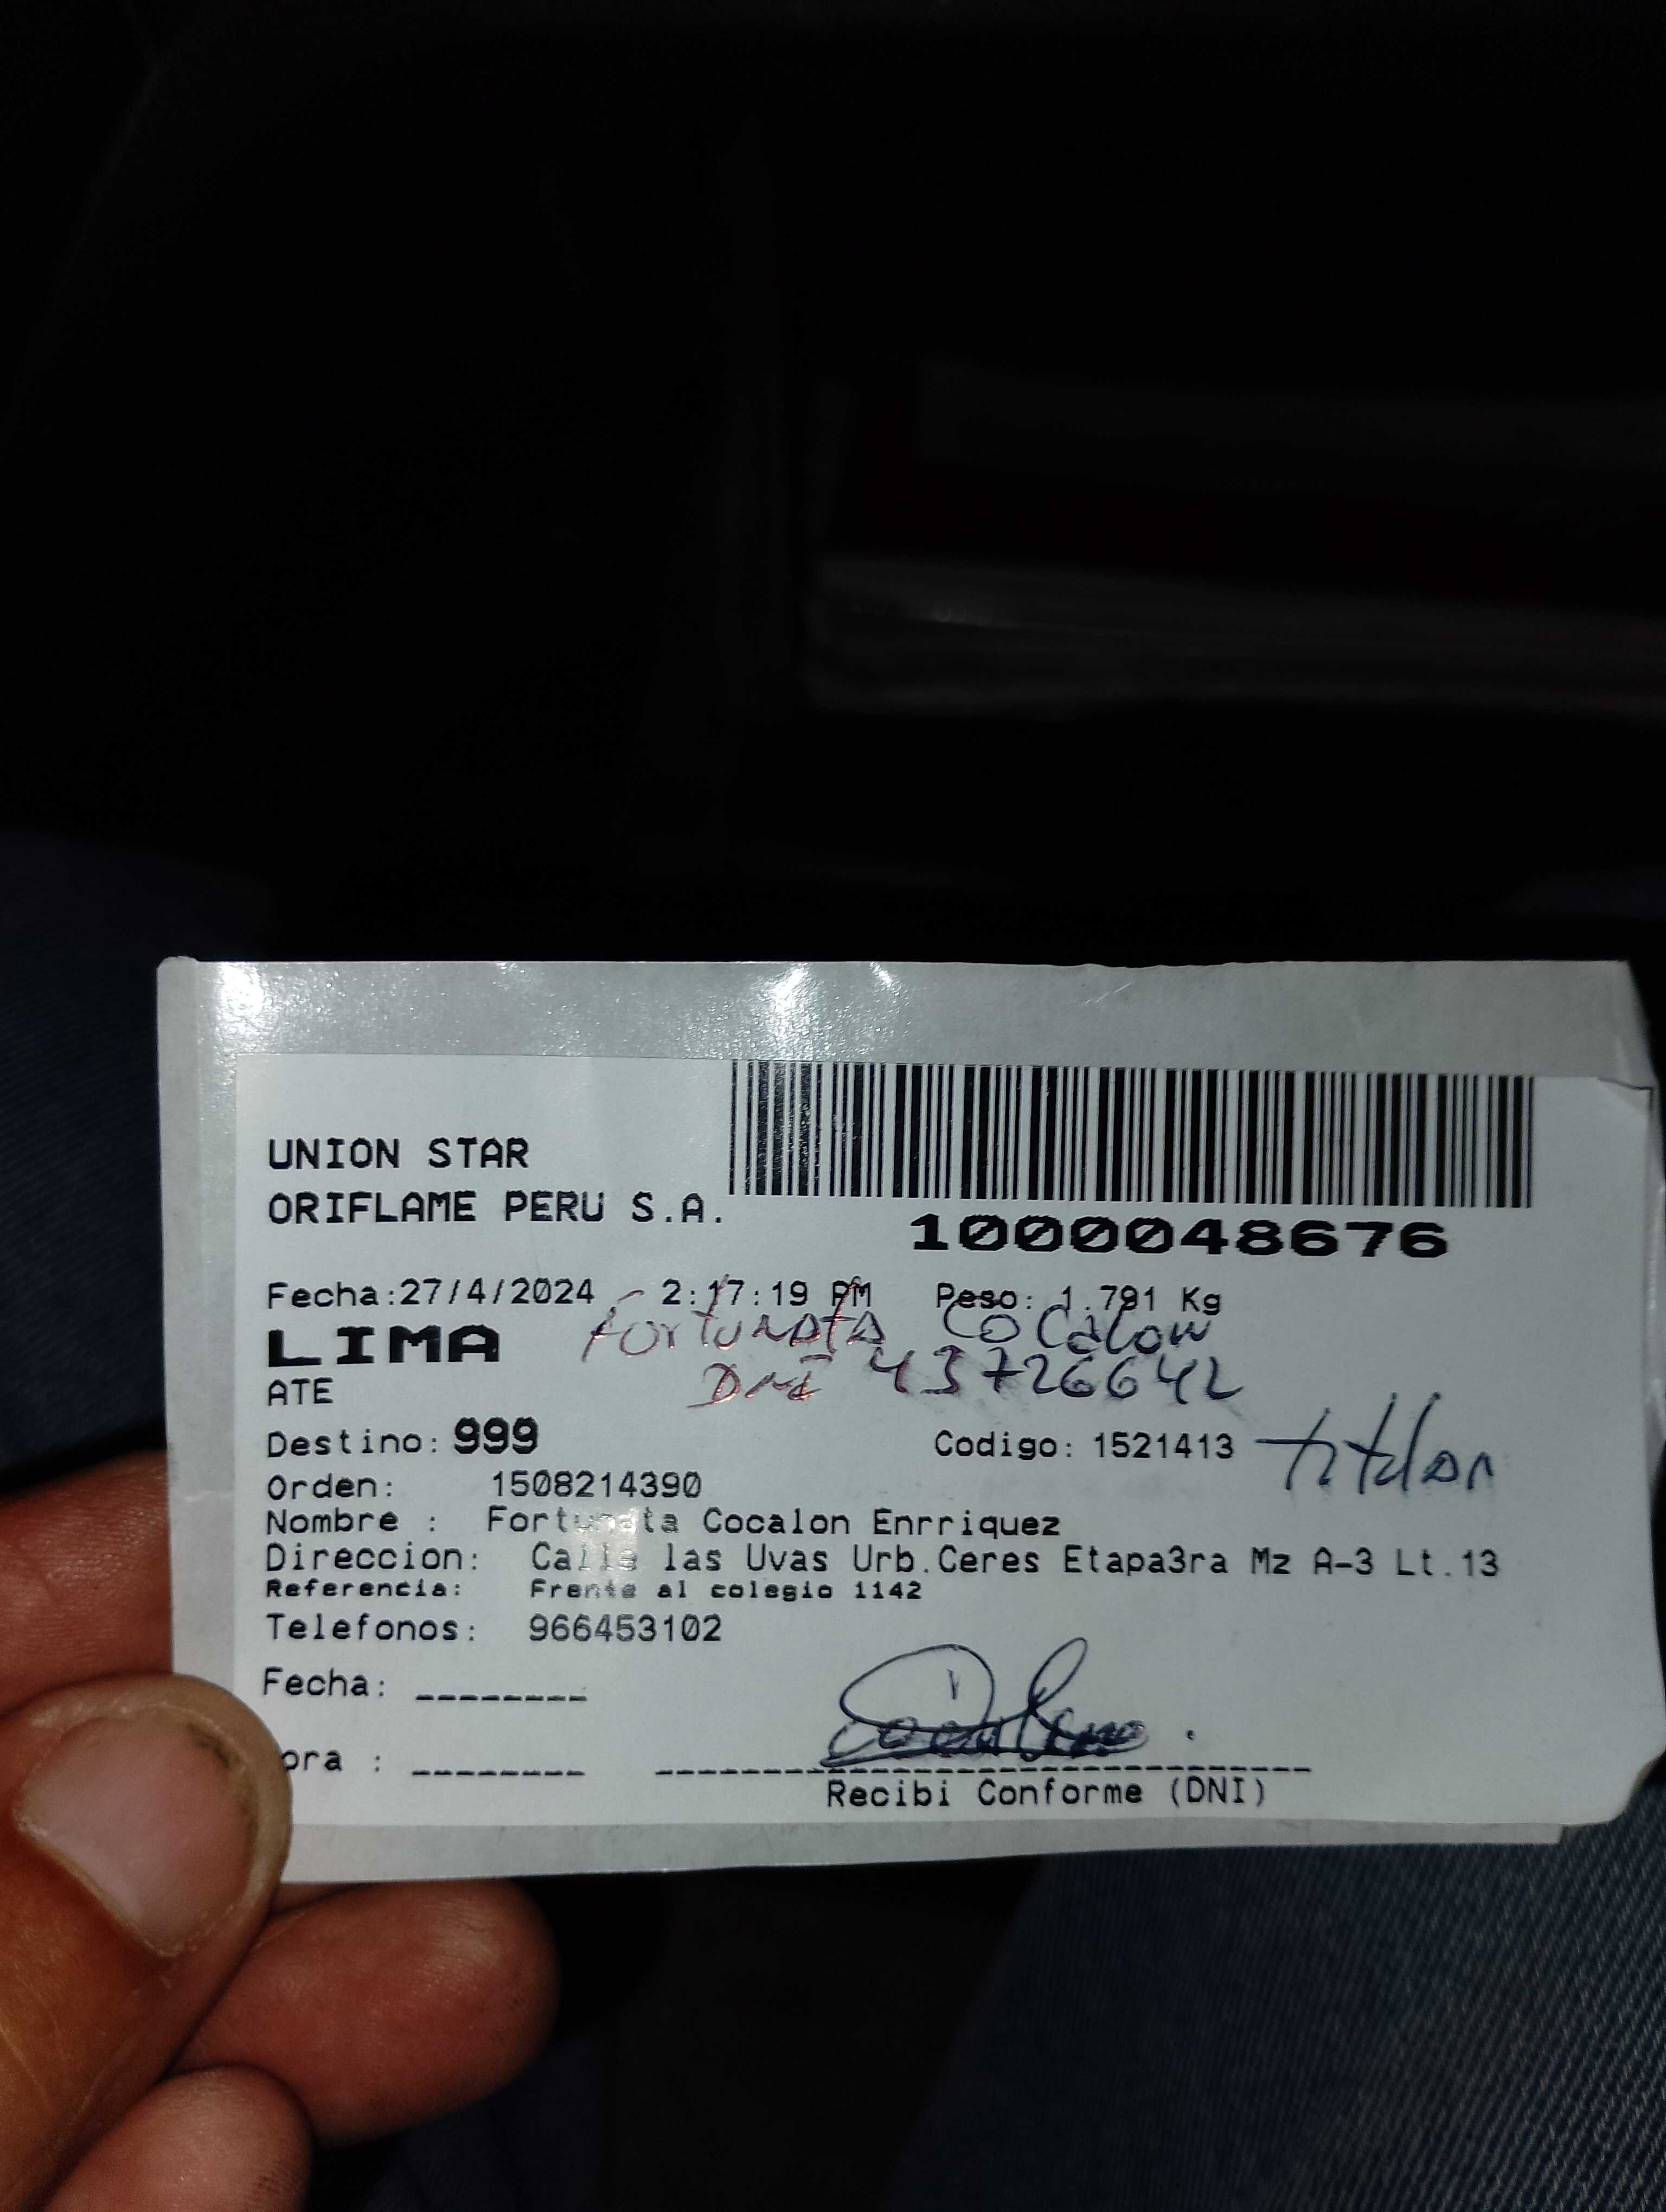 UNION STAR
ORIFLAME PERU S.A.
1000048676
Fecha:27/4/2024 2:17:19 PM Peso: 1.791 Kg
LIMA fortunata Cocalon
ATE DNI 43726642
Destino: 999 Codigo: 1521413
Orden: 1508214390
Nombre : Fortunata Cocalon Enrriquez
Direccion: Calle las Uvas Urb.Ceres Etapa3ra Mz A-3 Lt.13
Referencia: Frente al colegio 1142
Telefonos: 966453102
Fecha: ________
ora : ________
Recibi Conforme (DNI)